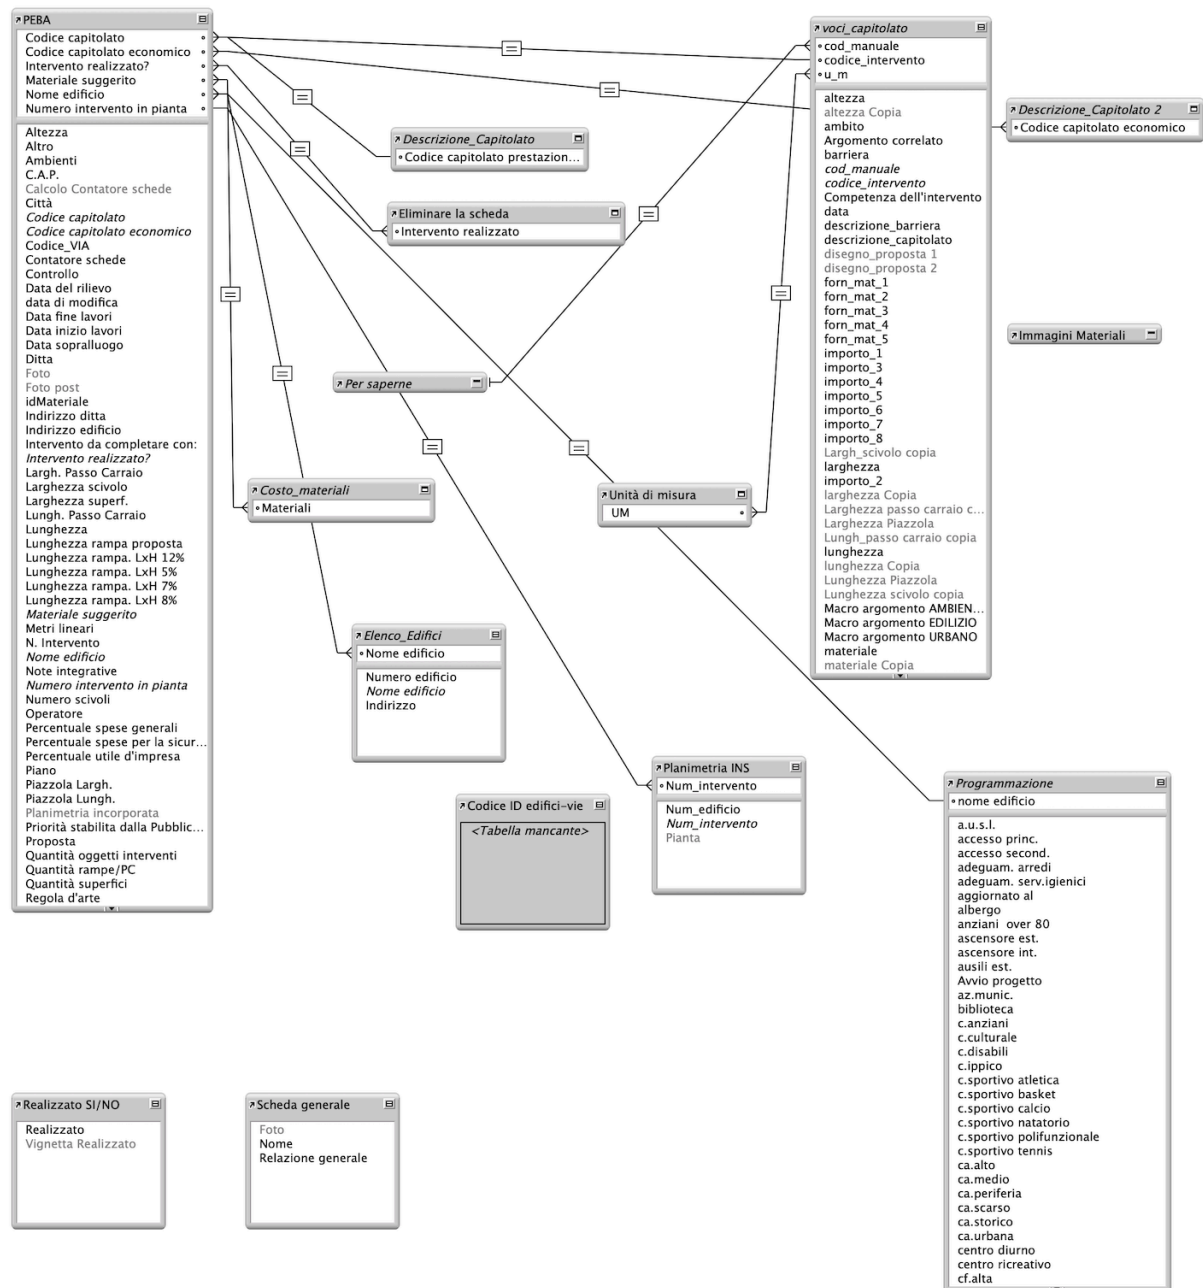 PEBA
Codice capitolato
Codice capitolato economico
Intervento realizzato?
Materiale suggerito
Nome edificio
Numero intervento in pianta
Altezza
Altro
Ambienti
C.A.P.
Calcolo Contatore schede
Città
Codice capitolato
Codice capitolato economico
Codice_VIA
Contatore schede
Controllo
Data del rilievo
data di modifica
Data fine lavori
Data inizio lavori
Data sopralluogo
Ditta
Foto
Foto post
idMateriale
Indirizzo ditta
Indirizzo edificio
Intervento da completare con:
Intervento realizzato?
Largh. Passo Carraio
Larghezza scivolo
Larghezza superf.
Lungh. Passo Carraio
Lunghezza
Lunghezza rampa proposta
Lunghezza rampa. LxH 12%
Lunghezza rampa. LxH 5%
Lunghezza rampa. LxH 7%
Lunghezza rampa. LxH 8%
Materiale suggerito
Metri lineari
N. Intervento
Nome edificio
Note integrative
Numero intervento in pianta
Numero scivoli
Operatore
Percentuale spese generali
Percentuale spese per la sicur...
Percentuale utile d'impresa
Piano
Piazzola Largh.
Piazzola Lungh.
Planimetria incorporata
Priorità stabilita dalla Pubblic...
Proposta
Quantità oggetti interventi
Quantità rampe/PC
Quantità superfici
Regola d'arte
Descrizione_Capitolato
Codice capitolato prestazion...
Eliminare la scheda
Intervento realizzato
Per saperne
Costo_materiali
Materiali
Unità di misura
UM
Elenco_Edifici
Nome edificio
Numero edificio
Nome edificio
Indirizzo
Codice ID edifici-vie
<Tabella mancante>
Planimetria INS
Num_intervento
Num_edificio
Num_intervento
Pianta
voci_capitolato
cod_manuale
codice_intervento
u_m
altezza
altezza Copia
ambito
Argomento correlato
barriera
cod_manuale
codice_intervento
Competenza dell'intervento
data
descrizione_barriera
descrizione_capitolato
disegno_proposta 1
disegno_proposta 2
forn_mat_1
forn_mat_2
forn_mat_3
forn_mat_4
forn_mat_5
importo_1
importo_3
importo_4
importo_5
importo_6
importo_7
importo_8
Largh_scivolo copia
larghezza
importo_2
larghezza Copia
Larghezza passo carraio c...
Larghezza Piazzola
Lungh_passo carraio copia
lunghezza
lunghezza Copia
Lunghezza Piazzola
Lunghezza scivolo copia
Macro argomento AMBIEN...
Macro argomento EDILIZIO
Macro argomento URBANO
materiale
materiale Copia
Descrizione_Capitolato 2
Codice capitolato economico
Immagini Materiali
Programmazione
nome edificio
a.u.s.l.
accesso princ.
accesso second.
adeguam. arredi
adeguam. serv.igienici
aggiornato al
albergo
anziani over 80
ascensore est.
ascensore int.
ausili est.
Avvio progetto
az.munic.
biblioteca
c.anziani
c.culturale
c.disabili
c.ippico
c.sportivo atletica
c.sportivo basket
c.sportivo calcio
c.sportivo natatorio
c.sportivo polifunzionale
c.sportivo tennis
ca.alto
ca.medio
ca.periferia
ca.scarso
ca.storico
ca.urbana
centro diurno
centro ricreativo
cf.alta
Realizzato SI/NO
Realizzato
Vignetta Realizzato
Scheda generale
Foto
Nome
Relazione generale